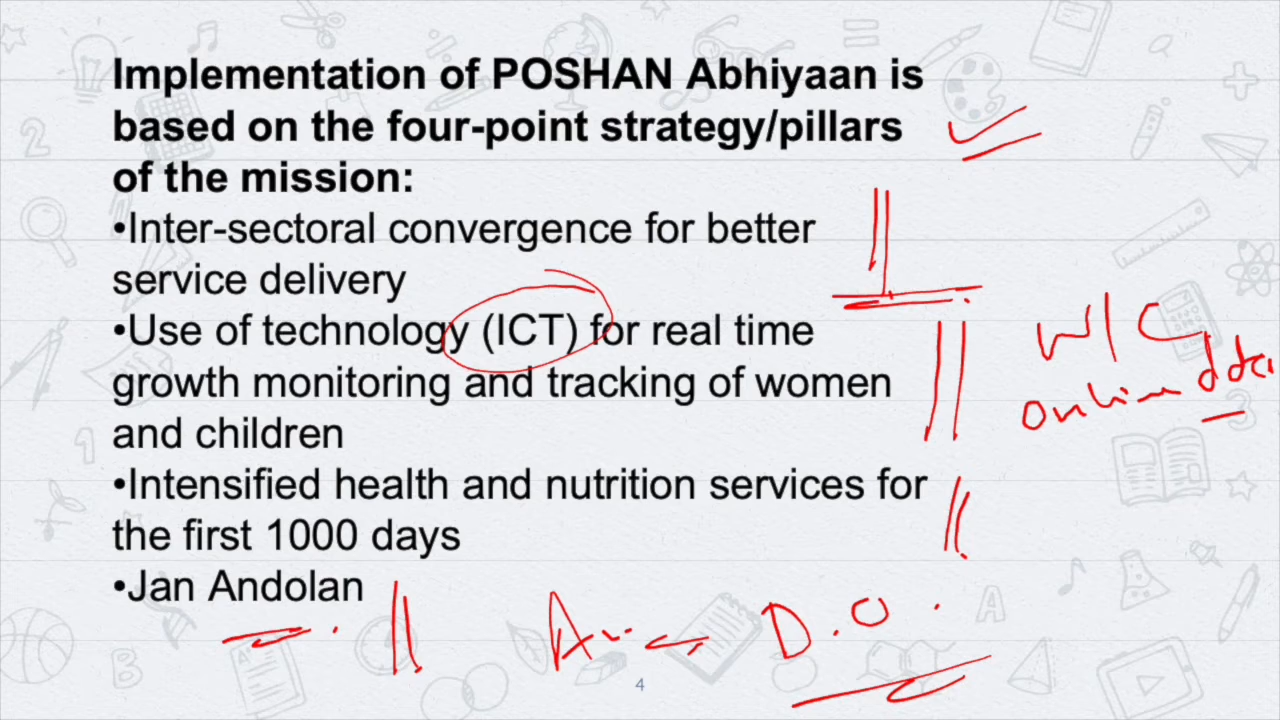 Implementation of POSHAN Abhiyaan is
based on the four-point strategy/pillars
of the mission:
•Inter-sectoral convergence for better
service delivery
•Use of technology (ICT) for real time
growth monitoring and tracking of women
and children
W/C
online
•Intensified health and nutrition services for
the first 1000 days
•Jan Andolan
D.O.
4